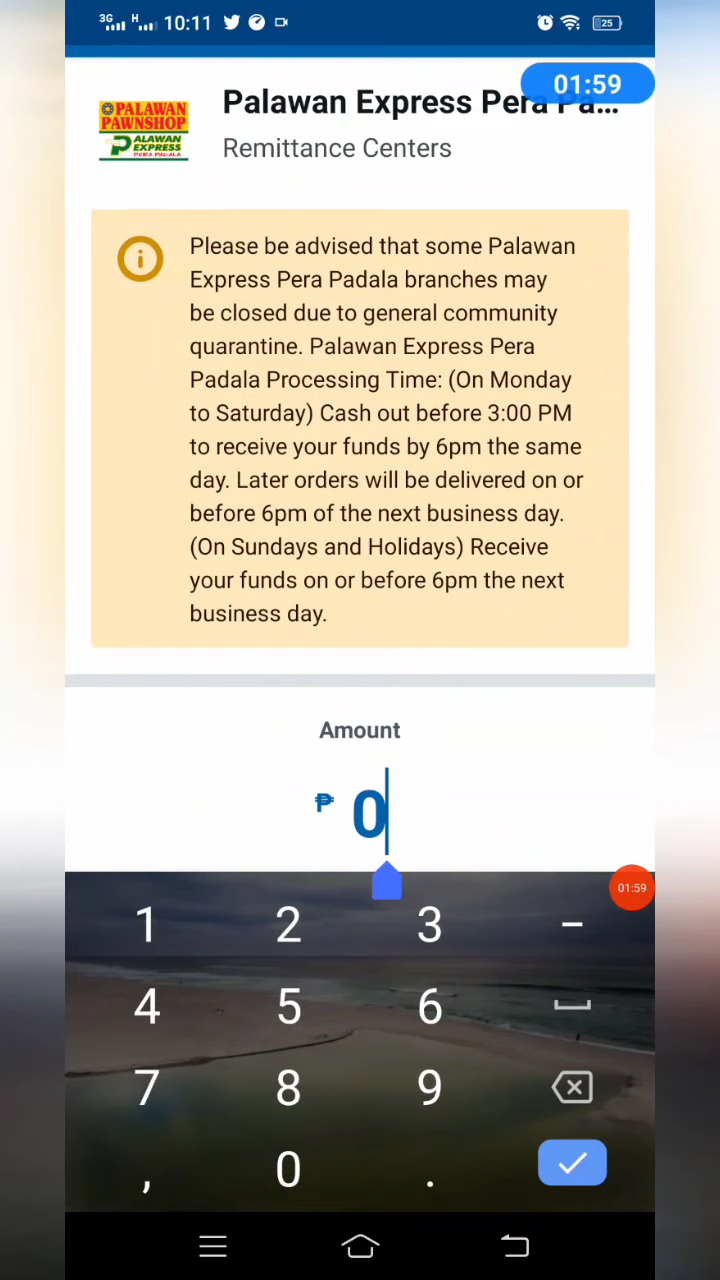 3G H 10:11 25
01:59
Palawan Express Pera Pa...
PALAWAN
PAWNSHOP
PALAWAN
EXPRESS
PERA PADALA
Remittance Centers
Please be advised that some Palawan
Express Pera Padala branches may
be closed due to general community
quarantine. Palawan Express Pera
Padala Processing Time: (On Monday
to Saturday) Cash out before 3:00 PM
to receive your funds by 6pm the same
day. Later orders will be delivered on or
before 6pm of the next business day.
(On Sundays and Holidays) Receive
your funds on or before 6pm the next
business day.
Amount
₱ 0
01:59
1 2 3 -
4 5 6
7 8 9
, 0 .